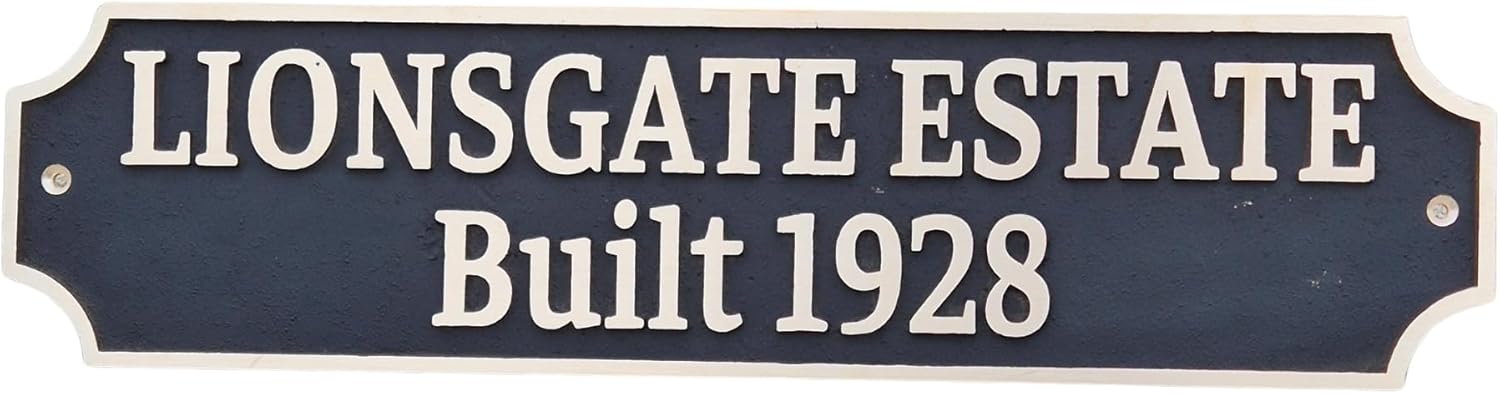 LIONSGATE ESTATE
Built 1928